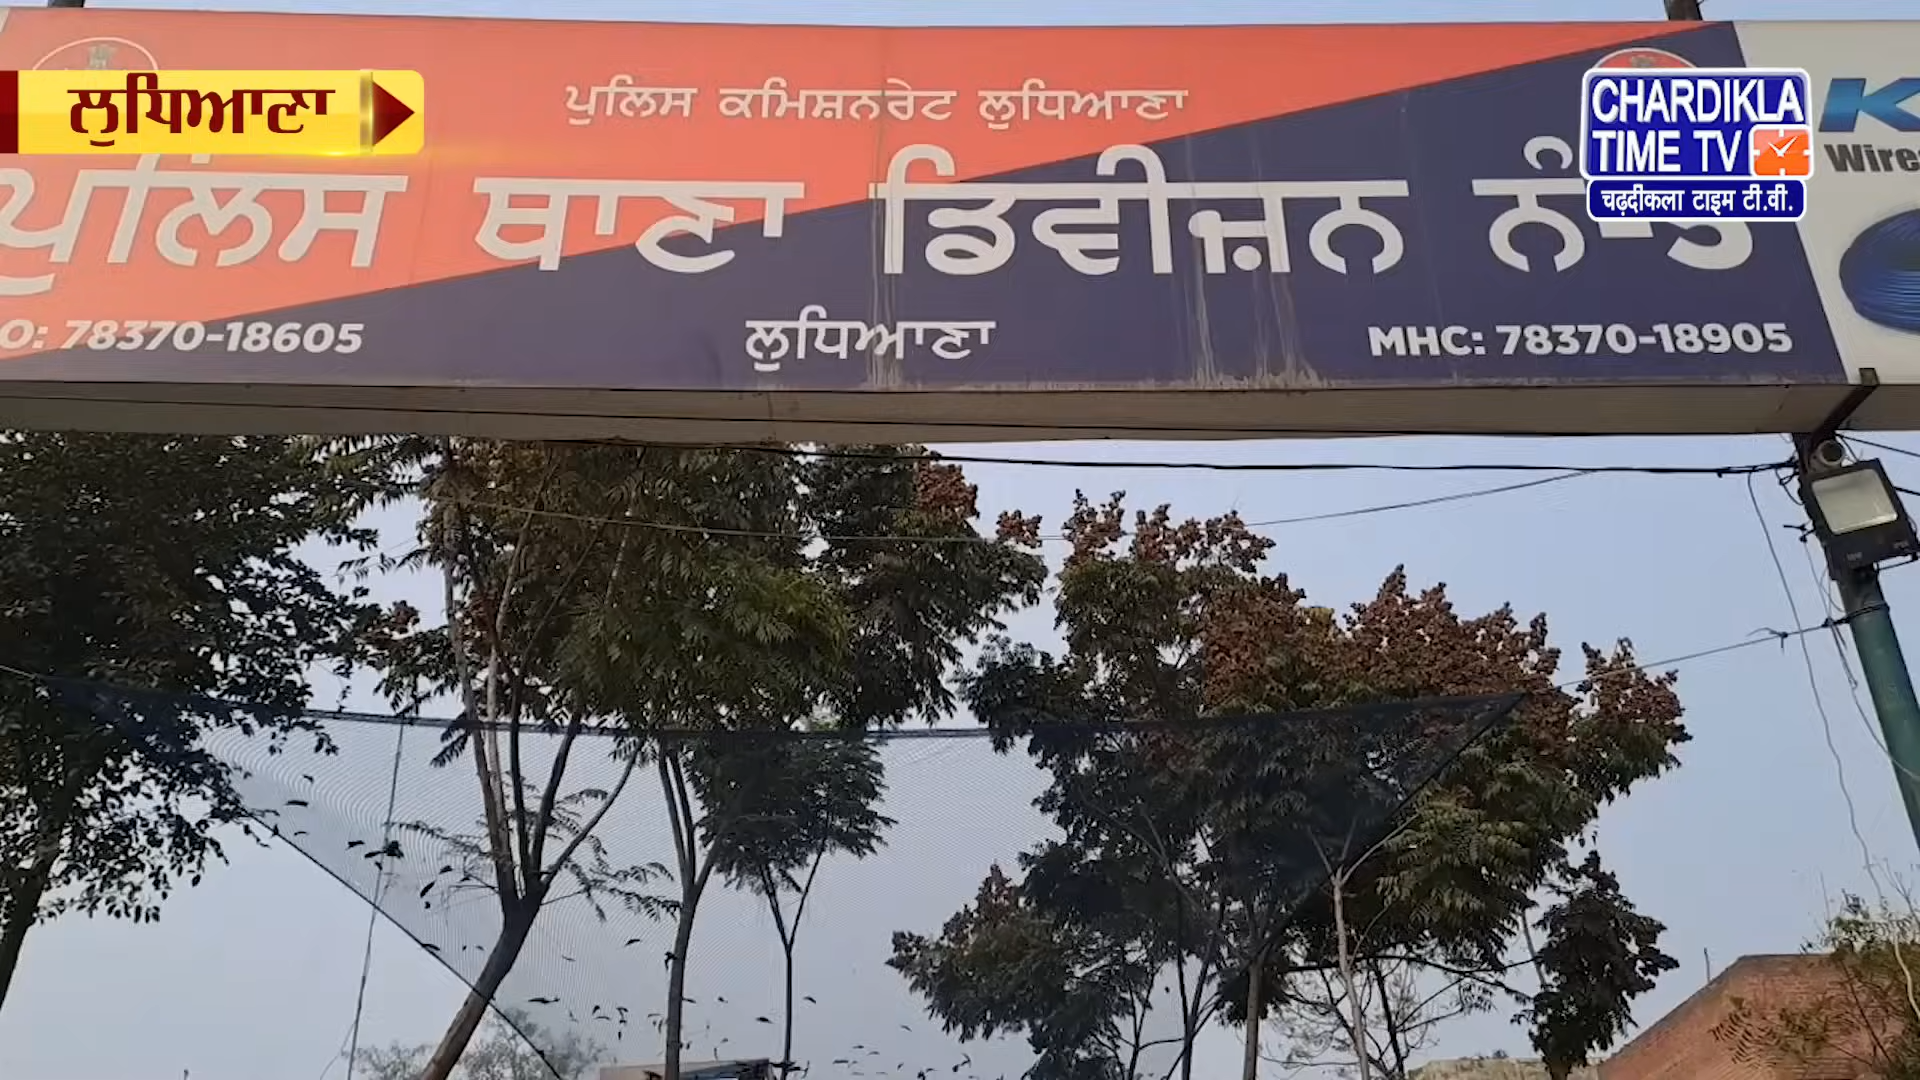 ਲੁਧਿਆਣਾ
ਪੁਲਿਸ ਕਮਿਸ਼ਨਰੇਟ ਲੁਧਿਆਣਾ
CHARDIKLA
TIME TV
चढ़दीकला टाइम टी.वी.
ਪੁਲਿਸ ਥਾਣਾ ਡਿਵੀਜ਼ਨ ਨੰ
O: 78370-18605
ਲੁਧਿਆਣਾ
MHC: 78370-18905